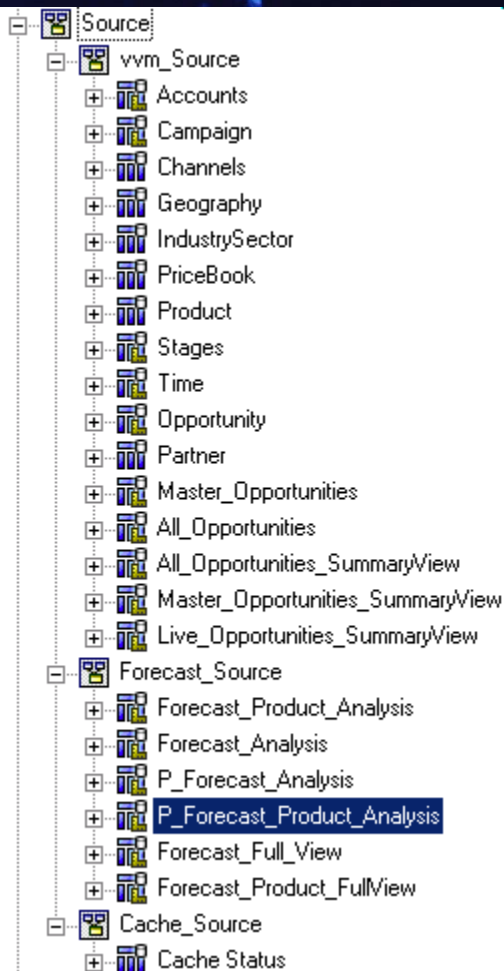 Source
vvm_Source
Accounts
Campaign
Channels
Geography
IndustrySector
PriceBook
Product
Stages
Time
Opportunity
Partner
Master_Opportunities
All_Opportunities
All_Opportunities_SummaryView
Master_Opportunities_SummaryView
Live_Opportunities_SummaryView
Forecast_Source
Forecast_Product_Analysis
Forecast_Analysis
P_Forecast_Analysis
P_Forecast_Product_Analysis
Forecast_Full_View
Forecast_Product_FullView
Cache_Source
Cache Status